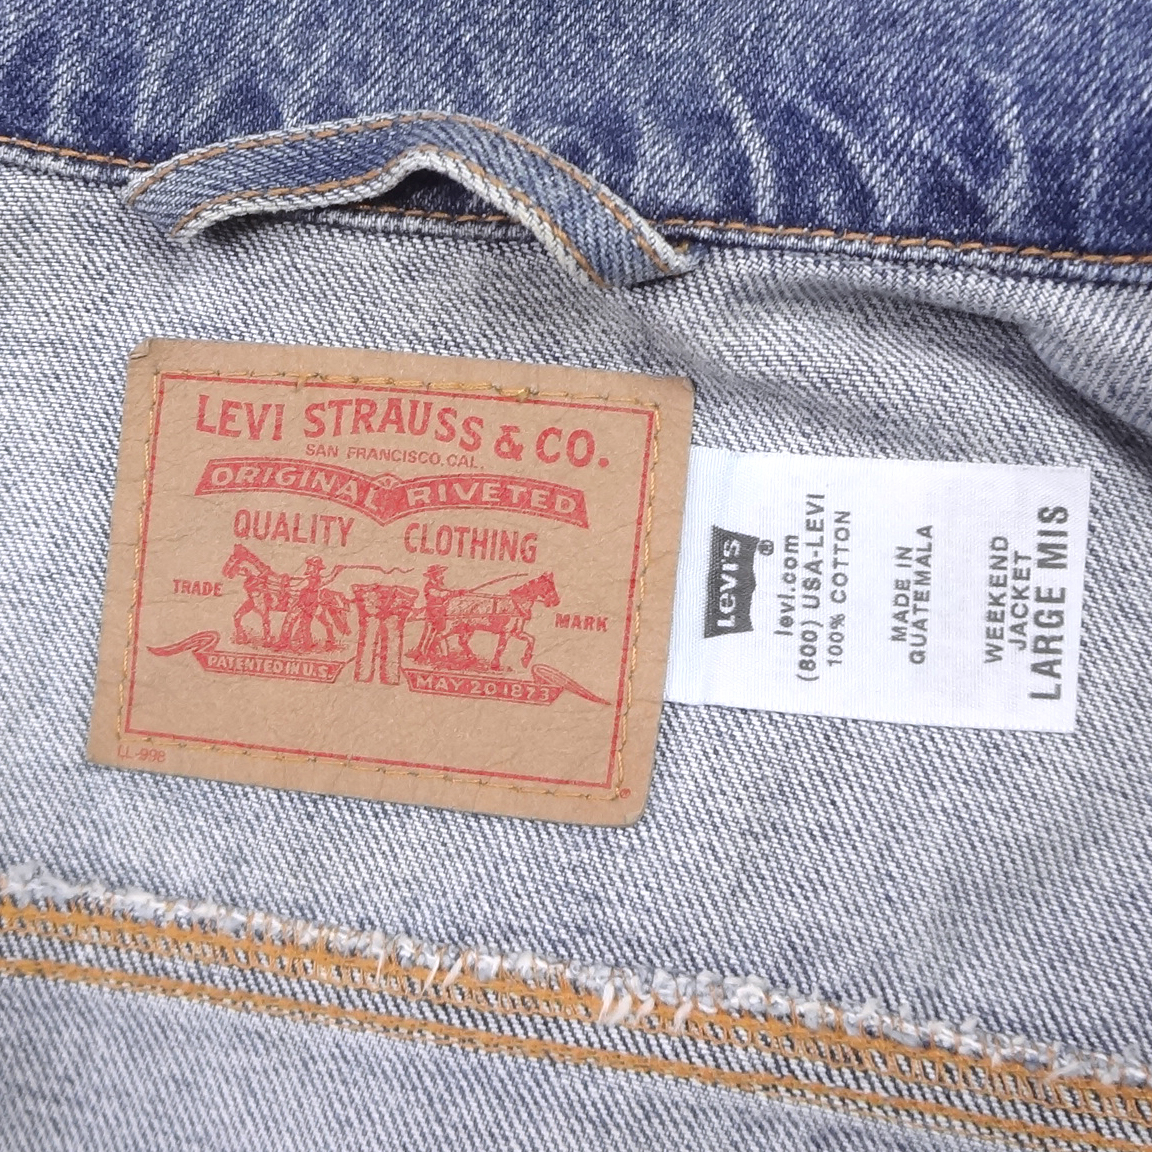 LEVI STRAUSS & CO.
SAN FRANCISCO, CAL.
ORIGINAL RIVETED
QUALITY CLOTHING
TRADE MARK
PATENTED IN U.S.
MAY 20 1873
LL-998
LEVI'S®
levi.com
(800) USA-LEVI
100% COTTON
MADE IN
QUATEMALA
WEEKEND
JACKET
LARGE MIS